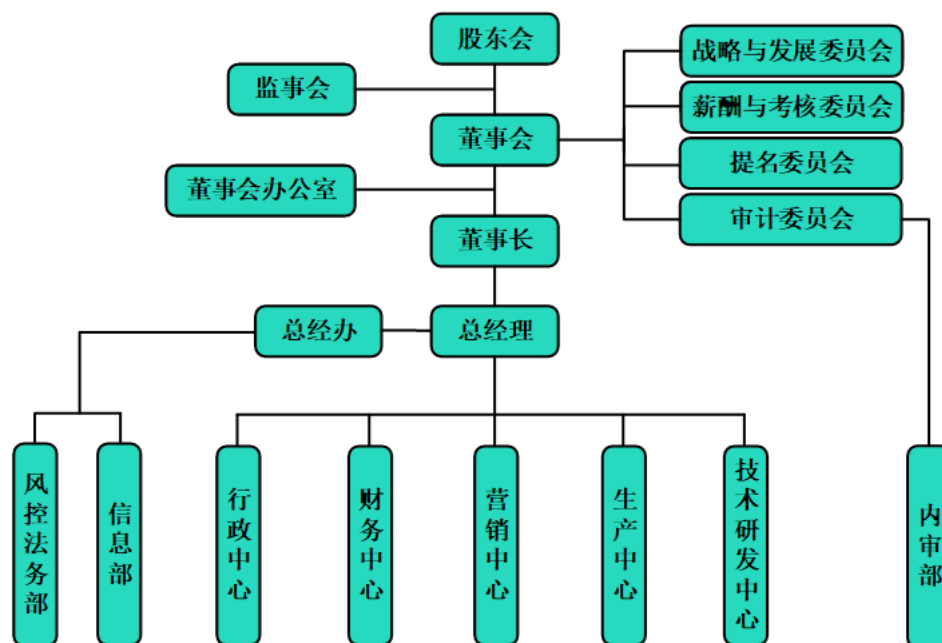 股东会
战略与发展委员会
监事会
薪酬与考核委员会
董事会
提名委员会
董事会办公室
审计委员会
董事长
总经办
总经理
风控法务部
信息部
行政中心
财务中心
营销中心
生产中心
技术研发中心
内审部